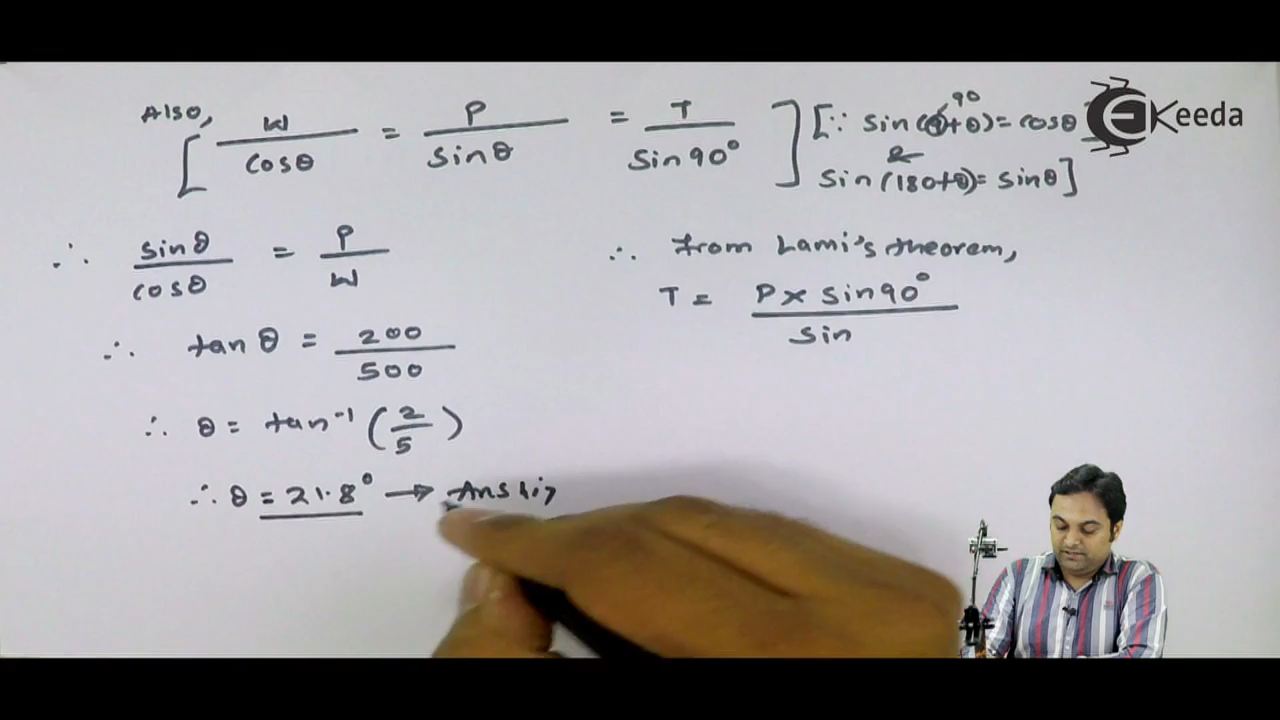 Also,
[ W/cosθ = P/sinθ = T/sin90° ] [∵ sin(90+θ)=cosθ
&
sin(180+θ)= sinθ]
∴ sinθ/cosθ = P/W
∴ tanθ = 200/500
∴ θ = tan⁻¹ (2/5)
∴ θ = 21.8° → Ans
∴ From Lami's theorem,
T = P× sin90°/sin
Keeda